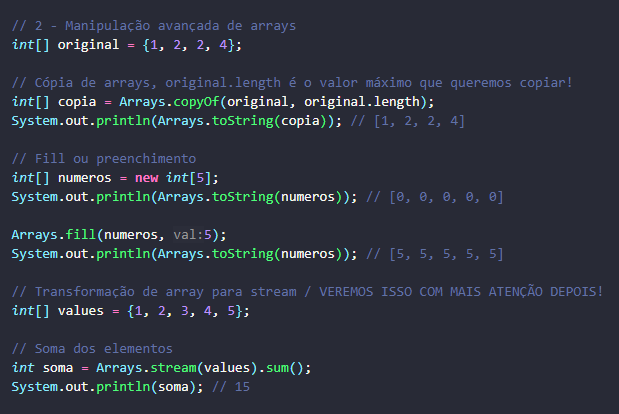 // 2 - Manipulação avançada de arrays
int[] original = {1, 2, 2, 4};
// Cópia de arrays, original.length é o valor máximo que queremos copiar!
int[] copia = Arrays.copyOf(original, original.length);
System.out.println(Arrays.toString(copia)); // [1, 2, 2, 4]
// Fill ou preenchimento
int[] numeros = new int[5];
System.out.println(Arrays.toString(numeros)); // [0, 0, 0, 0, 0]
Arrays.fill(numeros, val:5);
System.out.println(Arrays.toString(numeros)); // [5, 5, 5, 5, 5]
// Transformação de array para stream / VEREMOS ISSO COM MAIS ATENÇÃO DEPOIS!
int[] values = {1, 2, 3, 4, 5};
// Soma dos elementos
int soma = Arrays.stream(values).sum();
System.out.println(soma); // 15